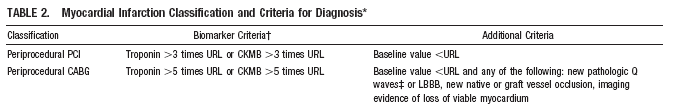 TABLE 2. Myocardial Infarction Classification and Criteria for Diagnosis*
Classification Biomarker Criteria† Additional Criteria
Periprocedural PCI Troponin >3 times URL or CKMB >3 times URL Baseline value <URL
Periprocedural CABG Troponin >5 times URL or CKMB >5 times URL Baseline value <URL and any of the following: new pathologic Q
waves‡ or LBBB, new native or graft vessel occlusion, imaging
evidence of loss of viable myocardium